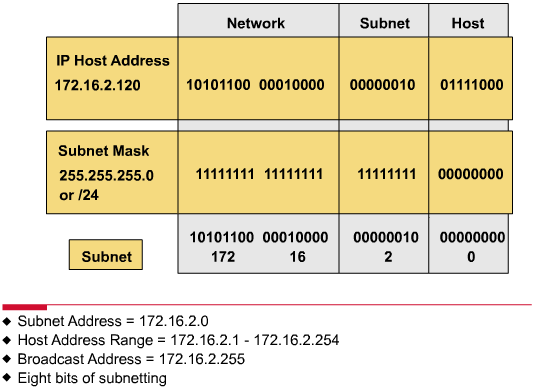 Network Subnet Host
IP Host Address
172.16.2.120 10101100 00010000 00000010 01111000
Subnet Mask
255.255.255.0 11111111 11111111 11111111 00000000
or /24
10101100 00010000 00000010 00000000
Subnet 172 16 2 0
Subnet Address = 172.16.2.0
Host Address Range = 172.16.2.1 - 172.16.2.254
Broadcast Address = 172.16.2.255
Eight bits of subnetting